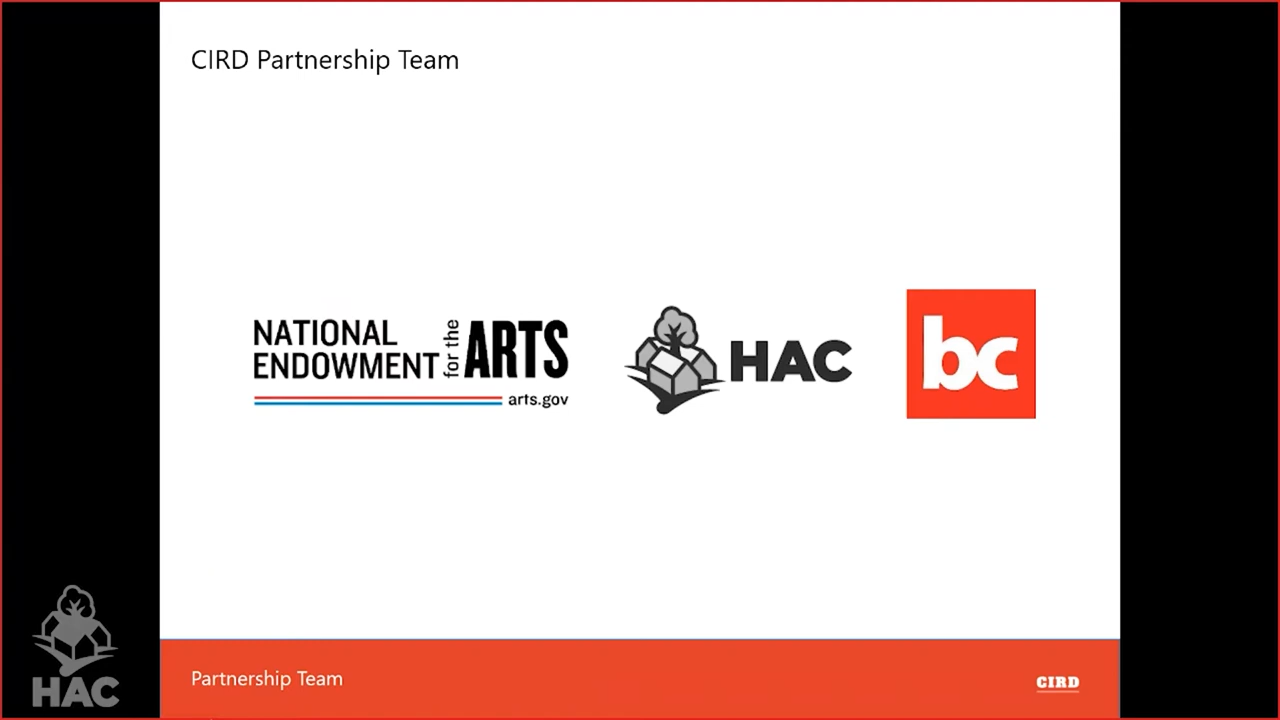 CIRD Partnership Team
NATIONAL
ENDOWMENT
for the
ARTS
arts.gov
HAC
bc
Partnership Team
CIRD
HAC